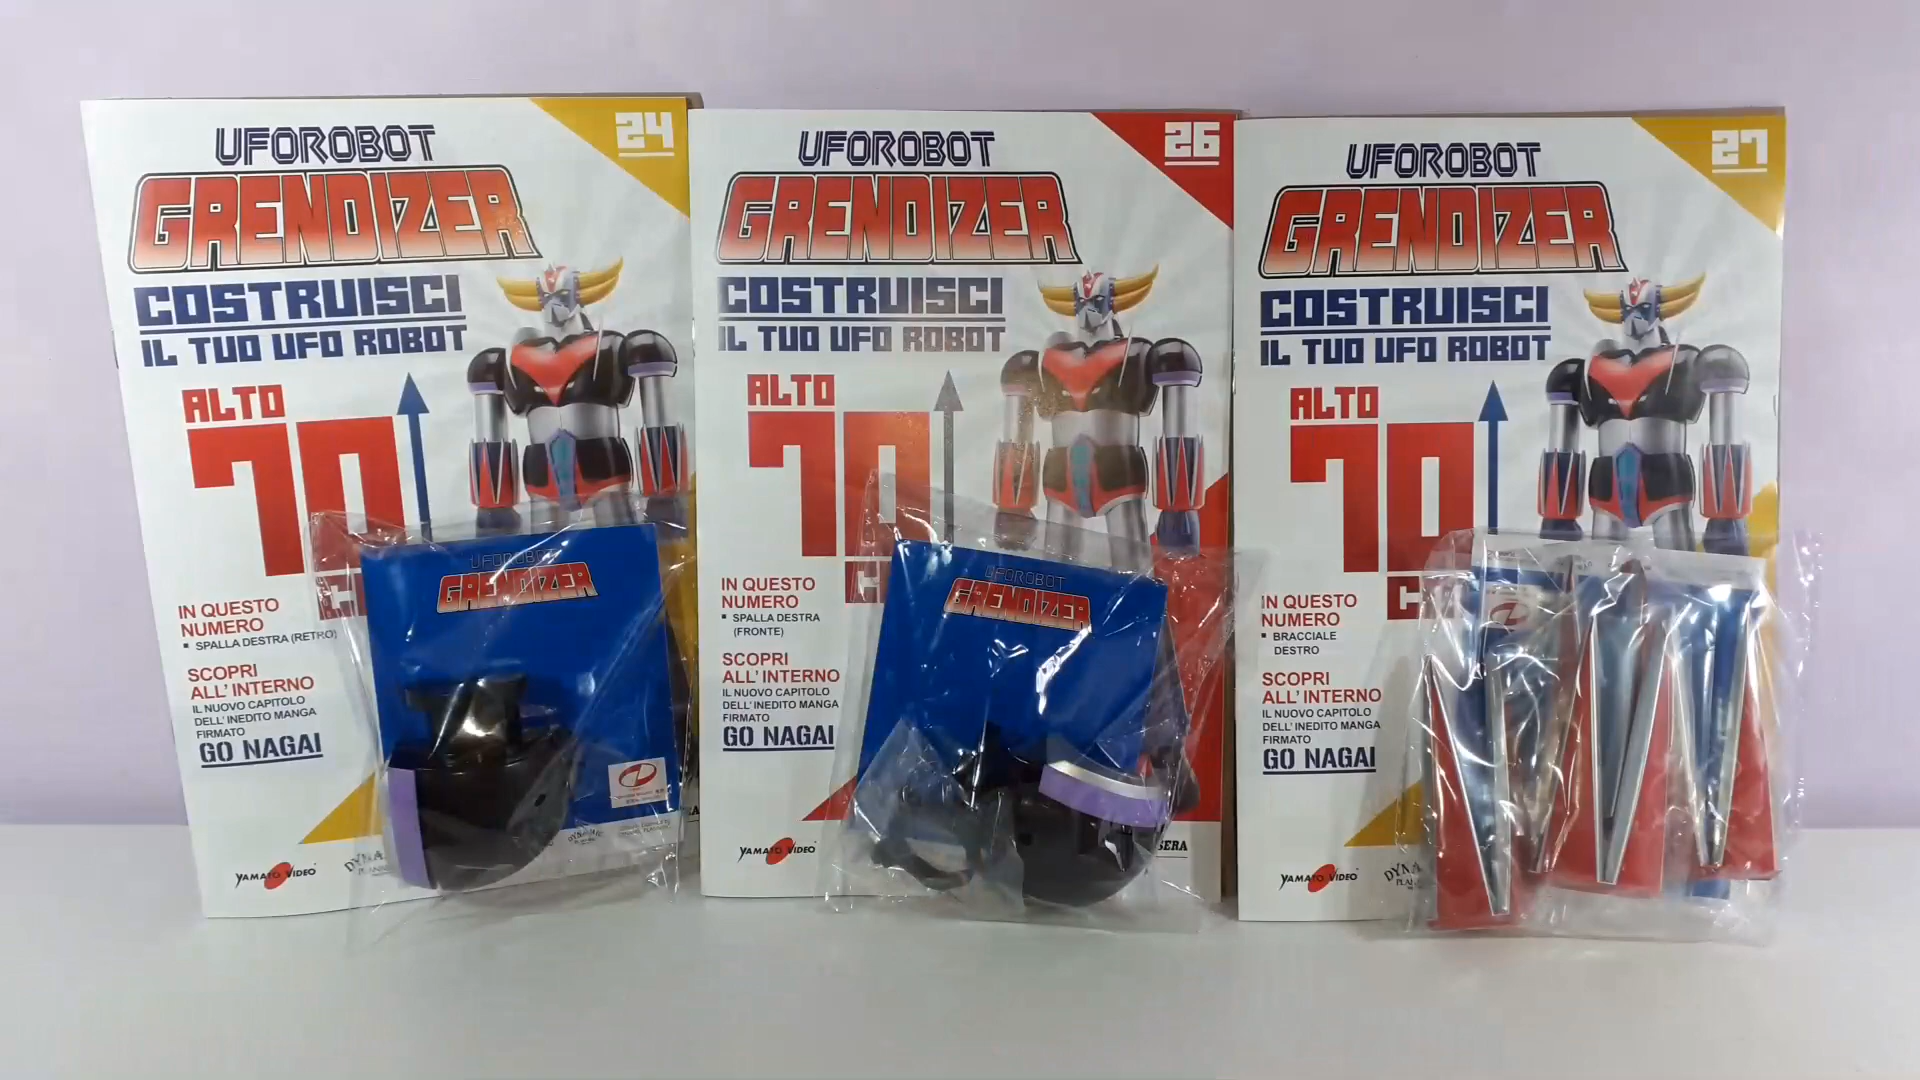 24
UFOROBOT
GRENDIZER
COSTRUISCI
IL TUO UFO ROBOT
ALTO
70
IN QUESTO
NUMERO
▪ SPALLA DESTRA (RETRO)
SCOPRI
ALL' INTERNO
IL NUOVO CAPITOLO
DELL' INEDITO MANGA
FIRMATO
GO NAGAI
YAMATO VIDEO
UFOROBOT
GRENDIZER
26
UFOROBOT
GRENDIZER
COSTRUISCI
IL TUO UFO ROBOT
ALTO
70
IN QUESTO
NUMERO
▪ SPALLA DESTRA
(FRONTE)
SCOPRI
ALL' INTERNO
IL NUOVO CAPITOLO
DELL' INEDITO MANGA
FIRMATO
GO NAGAI
YAMATO VIDEO
UFOROBOT
GRENDIZER
27
UFOROBOT
GRENDIZER
COSTRUISCI
IL TUO UFO ROBOT
ALTO
70
IN QUESTO
NUMERO
▪ BRACCIALE
DESTRO
SCOPRI
ALL' INTERNO
IL NUOVO CAPITOLO
DELL' INEDITO MANGA
FIRMATO
GO NAGAI
YAMATO VIDEO